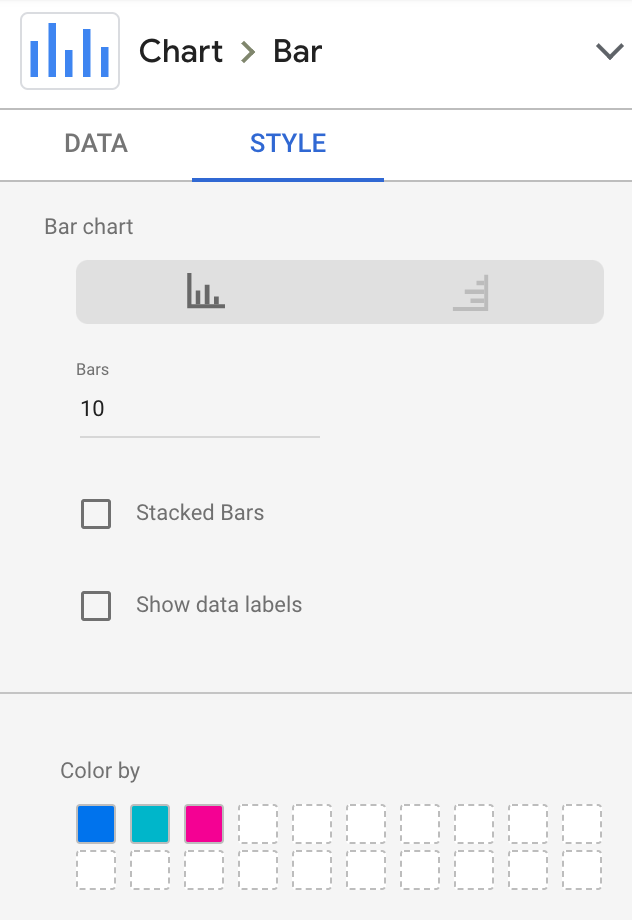 Chart > Bar
DATA STYLE
Bar chart
Bars
10
Stacked Bars
Show data labels
Color by